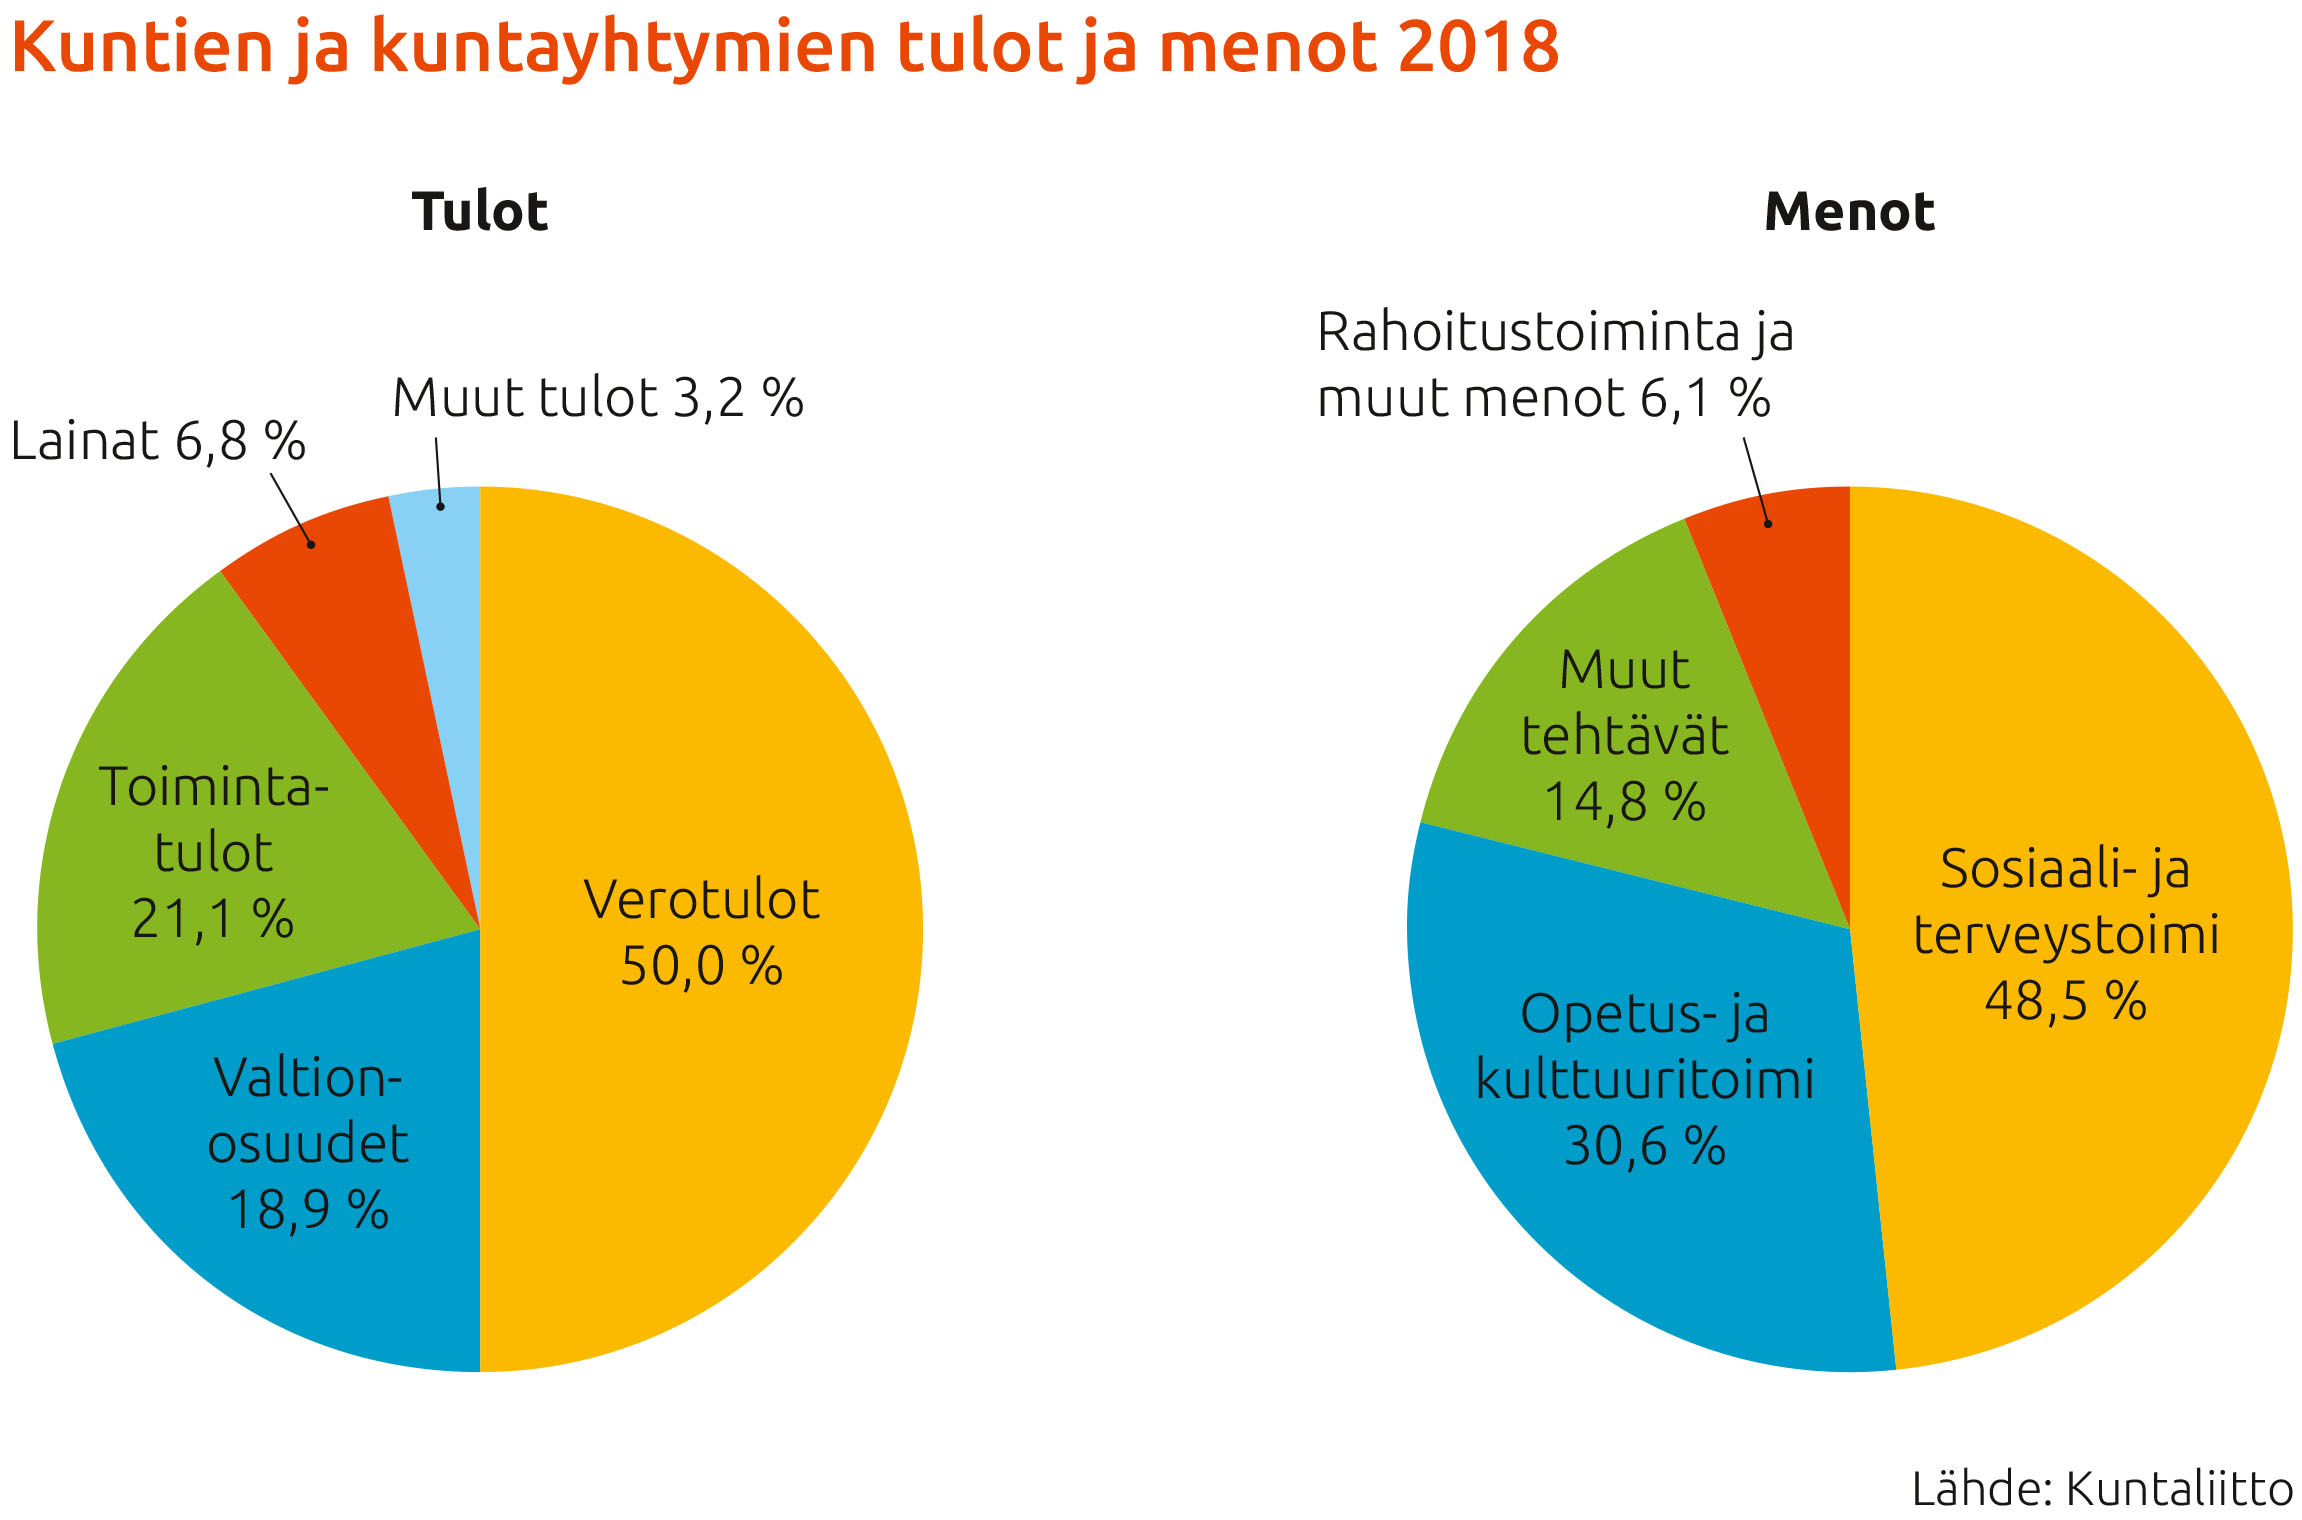 Kuntien ja kuntayhtymien tulot ja menot 2018
Tulot
Muut tulot 3,2 %
Lainat 6,8 %
Toiminta-
tulot
21,1 %
Verotulot
50,0 %
Valtion-
osuudet
18,9 %
Menot
Rahoitustoiminta ja
muut menot 6,1 %
Muut
tehtävät
14,8 %
Sosiaali- ja
terveystoimi
48,5 %
Opetus- ja
kulttuuritoimi
30,6 %
Lähde: Kuntaliitto